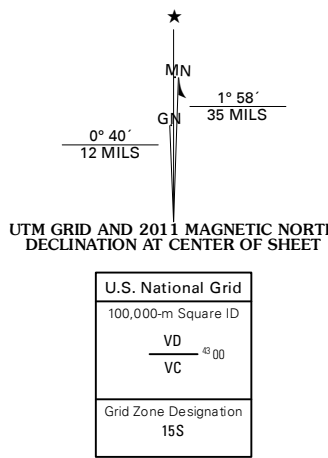 ★
MN
1° 58´
35 MILS
GN
0° 40´
12 MILS
UTM GRID AND 2011 MAGNETIC NORTH
DECLINATION AT CENTER OF SHEET
U.S. National Grid
100,000-m Square ID
VD
43 00
VC
Grid Zone Designation
15S